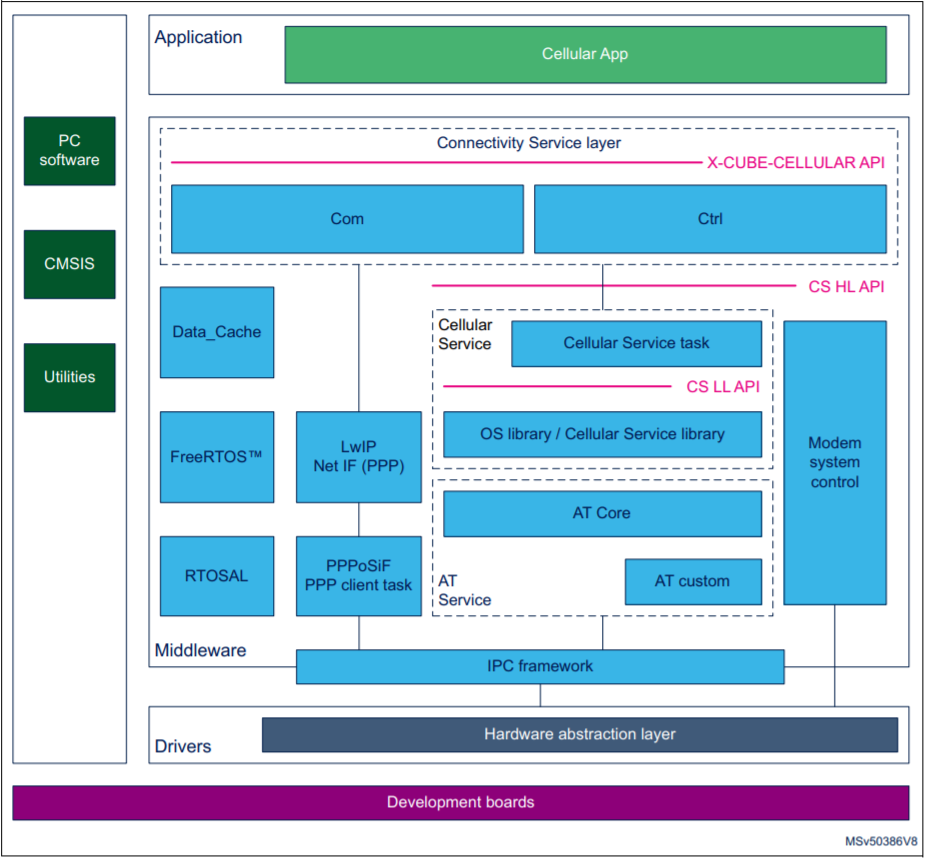 Application
Cellular App
PC
software
CMSIS
Utilities
Connectivity Service layer
X-CUBE-CELLULAR API
Com
Ctrl
CS HL API
Data_Cache
Cellular
Service
Cellular Service task
CS LL API
OS library / Cellular Service library
FreeRTOS™
LwIP
Net IF (PPP)
Modem
system
control
AT Core
RTOSAL
PPPoSiF
PPP client task
AT custom
AT
Service
Middleware
IPC framework
Drivers
Hardware abstraction layer
Development boards
MSv50386V8